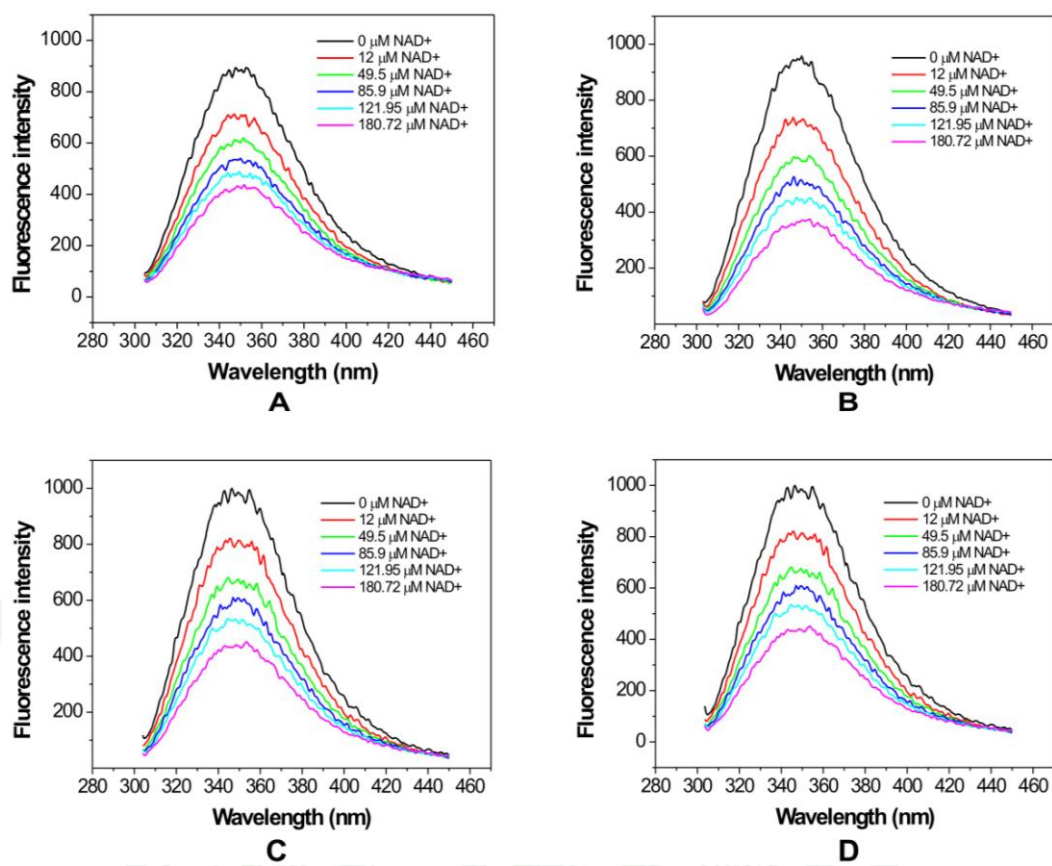 1000
800
600
400
200
0
280 300 320 340 360 380 400 420 440 460
Fluorescence intensity
Wavelength (nm)
0 μM NAD+
12 μM NAD+
49.5 μM NAD+
85.9 μM NAD+
121.95 μM NAD+
180.72 μM NAD+
A
1000
800
600
400
200
280 300 320 340 360 380 400 420 440 460
Fluorescence intensity
Wavelength (nm)
0 μM NAD+
12 μM NAD+
49.5 μM NAD+
85.9 μM NAD+
121.95 μM NAD+
180.72 μM NAD+
B
1000
800
600
400
200
280 300 320 340 360 380 400 420 440 460
Fluorescence intensity
Wavelength (nm)
0 μM NAD+
12 μM NAD+
49.5 μM NAD+
85.9 μM NAD+
121.95 μM NAD+
180.72 μM NAD+
C
1000
800
600
400
200
0
280 300 320 340 360 380 400 420 440 460
Fluorescence intensity
Wavelength (nm)
0 μM NAD+
12 μM NAD+
49.5 μM NAD+
85.9 μM NAD+
121.95 μM NAD+
180.72 μM NAD+
D